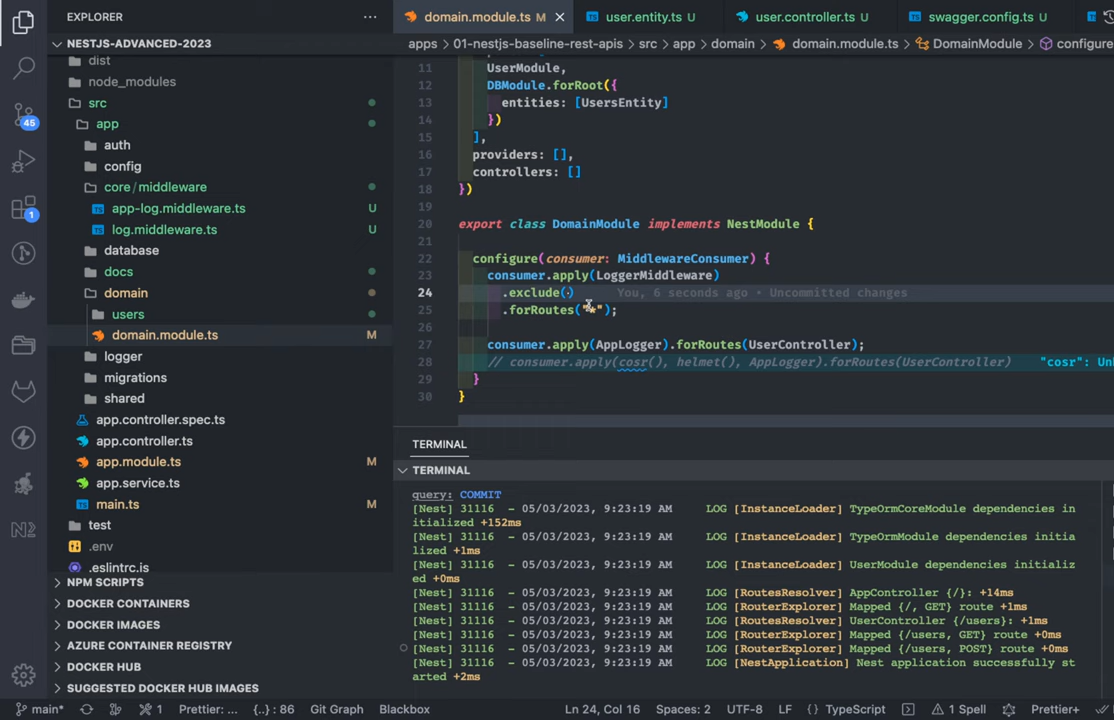 EXPLORER
NESTJS-ADVANCED-2023
dist
node_modules
src
app
auth
config
core / middleware
app-log.middleware.ts U
log.middleware.ts U
database
docs
domain
users
domain.module.ts M
logger
migrations
shared
app.controller.spec.ts
app.controller.ts
app.module.ts M
app.service.ts
main.ts M
test
.env
.eslintrc.js
NPM SCRIPTS
DOCKER CONTAINERS
DOCKER IMAGES
AZURE CONTAINER REGISTRY
DOCKER HUB
SUGGESTED DOCKER HUB IMAGES
45
1
N2
domain.module.ts M
user.entity.ts U
user.controller.ts U
swagger.config.ts U
apps > 01-nestjs-baseline-rest-apis > src > app > domain > domain.module.ts > DomainModule > configure
11 UserModule,
12 DBModule.forRoot({
13 entities: [UsersEntity]
14 })
15 ],
16 providers: [],
17 controllers: []
18 })
19
20 export class DomainModule implements NestModule {
21
22 configure(consumer: MiddlewareConsumer) {
23 consumer.apply(LoggerMiddleware)
24 .exclude() You, 6 seconds ago • Uncommitted changes
25 .forRoutes("*");
26
27 consumer.apply(AppLogger).forRoutes(UserController);
28 // consumer.apply(cosr(), helmet(), AppLogger).forRoutes(UserController) "cosr": Un
29 }
30 }
TERMINAL
TERMINAL
query: COMMIT
[Nest] 31116 - 05/03/2023, 9:23:19 AM LOG [InstanceLoader] TypeOrmCoreModule dependencies in
itialized +152ms
[Nest] 31116 - 05/03/2023, 9:23:19 AM LOG [InstanceLoader] TypeOrmModule dependencies initia
lized +1ms
[Nest] 31116 - 05/03/2023, 9:23:19 AM LOG [InstanceLoader] UserModule dependencies initializ
ed +0ms
[Nest] 31116 - 05/03/2023, 9:23:19 AM LOG [RoutesResolver] AppController {/}: +14ms
[Nest] 31116 - 05/03/2023, 9:23:19 AM LOG [RouterExplorer] Mapped {/, GET} route +1ms
[Nest] 31116 - 05/03/2023, 9:23:19 AM LOG [RoutesResolver] UserController {/users}: +1ms
[Nest] 31116 - 05/03/2023, 9:23:19 AM LOG [RouterExplorer] Mapped {/users, GET} route +0ms
[Nest] 31116 - 05/03/2023, 9:23:19 AM LOG [RouterExplorer] Mapped {/users, POST} route +0ms
[Nest] 31116 - 05/03/2023, 9:23:19 AM LOG [NestApplication] Nest application successfully st
arted +2ms
main* 1 Prettier: ... {..} : 86 Git Graph Blackbox Ln 24, Col 16 Spaces: 2 UTF-8 LF {} TypeScript 1 Spell Prettier+